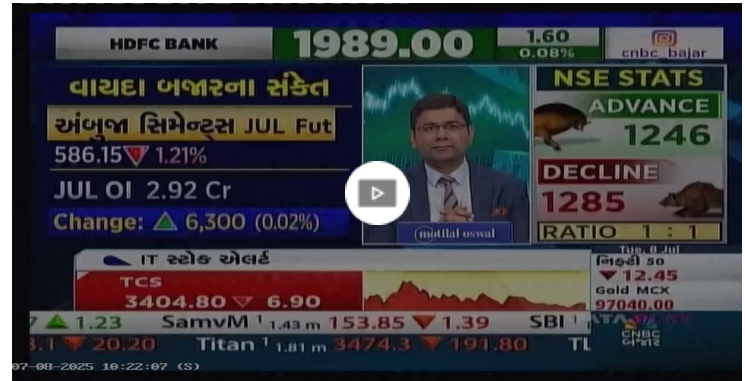 HDFC BANK 1989.00 1.60 0.08% cnbc_bajar
વાયદા બજારના સંકેત
અંબુજા સિમેન્ટ્સ JUL Fut
586.15 ▼ 1.21%
JUL OI 2.92 Cr
Change: ▲ 6,300 (0.02%)
motilal oswal
NSE STATS
ADVANCE
1246
DECLINE
1285
RATIO 1 : 1
IT સ્ટોક એલર્ટ
TCS
3404.80 ▽ 6.90
Tue, 8 Jul
નિફ્ટી 50
▼ 12.45
Gold MCX
97040.00
▲ 1.23 SamvM 1.43 m 153.85 ▼ 1.39 SBI
▼ 20.20 Titan 1.81 m 3474.3 ▼ 191.80
CNBC
બજાર
07-08-2025 10:22:07 (S)